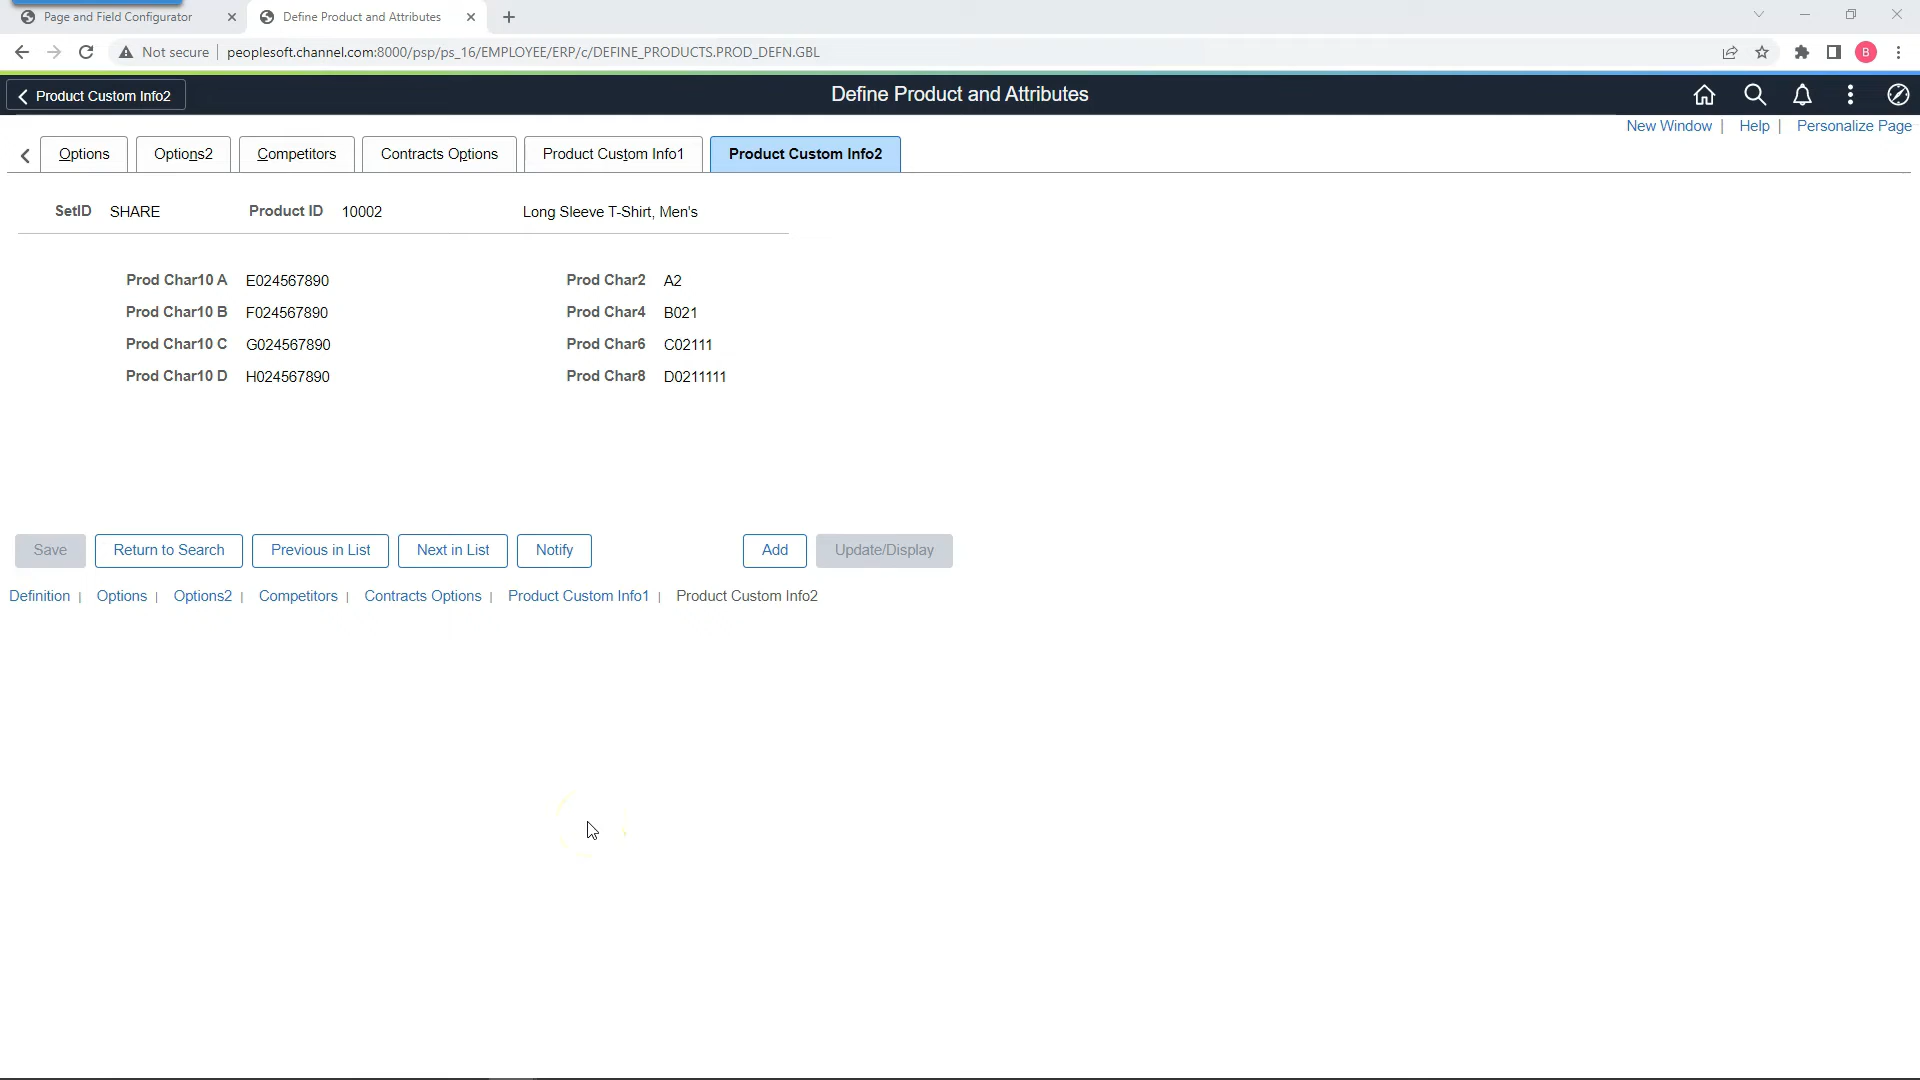 Page and Field Configurator
Define Product and Attributes
Not secure
peoplesoft.channel.com:8000/psp/ps_16/EMPLOYEE/ERP/c/DEFINE_PRODUCTS.PROD_DEFN.GBL
B
Product Custom Info2
Define Product and Attributes
New Window | Help | Personalize Page
Options
Options2
Competitors
Contracts Options
Product Custom Info1
Product Custom Info2
SetID SHARE Product ID 10002 Long Sleeve T-Shirt, Men's
Prod Char10 A E024567890 Prod Char2 A2
Prod Char10 B F024567890 Prod Char4 B021
Prod Char10 C G024567890 Prod Char6 C02111
Prod Char10 D H024567890 Prod Char8 D0211111
Save Return to Search Previous in List Next in List Notify Add Update/Display
Definition | Options | Options2 | Competitors | Contracts Options | Product Custom Info1 | Product Custom Info2